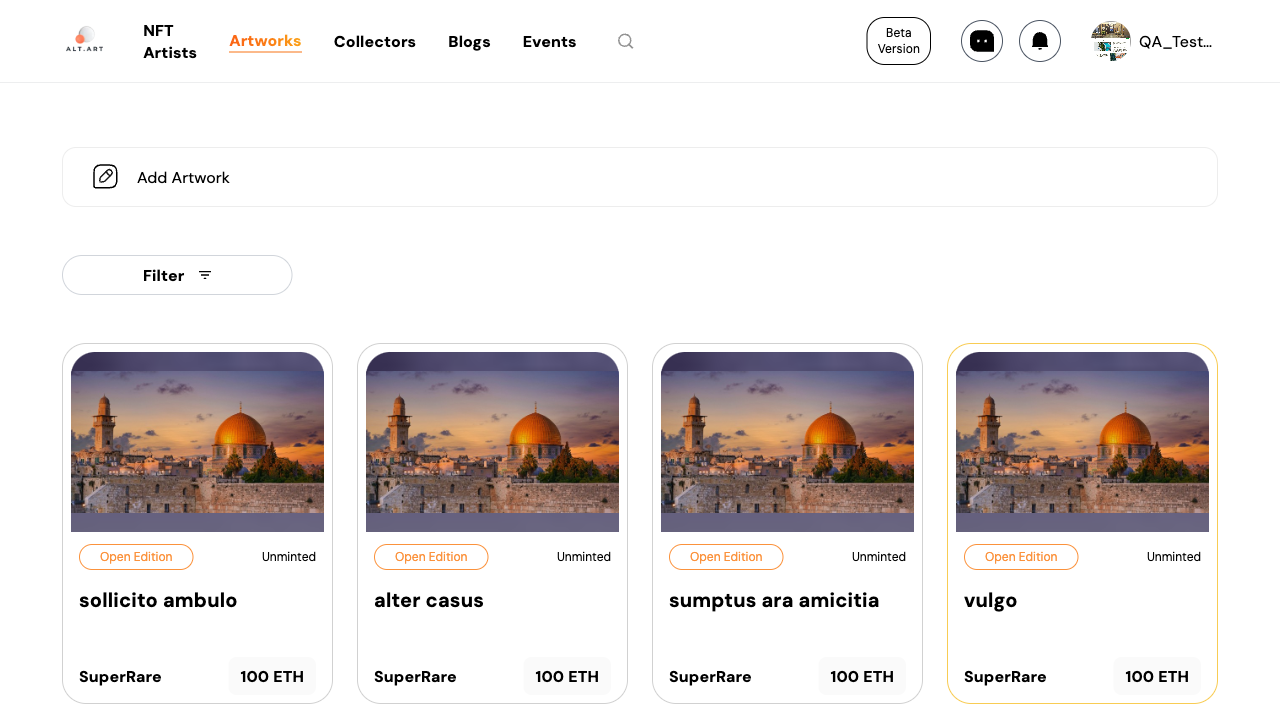 ALT.ART
NFT
Artists
Artworks
Collectors
Blogs
Events
Beta
Version
QA_Test...
Add Artwork
Filter
Open Edition
Unminted
sollicito ambulo
SuperRare
100 ETH
Open Edition
Unminted
alter casus
SuperRare
100 ETH
Open Edition
Unminted
sumptus ara amicitia
SuperRare
100 ETH
Open Edition
Unminted
vulgo
SuperRare
100 ETH